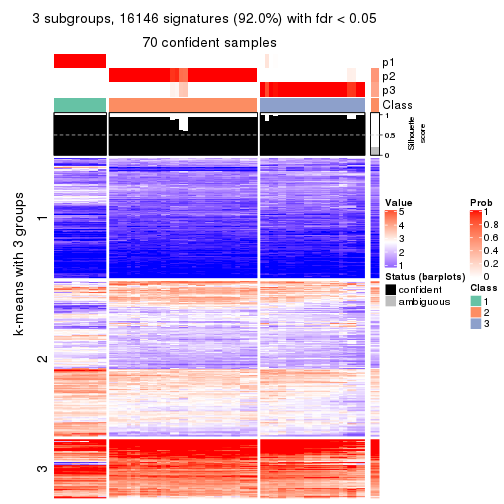 3 subgroups, 16146 signatures (92.0%) with fdr < 0.05
70 confident samples
p1
p2
p3
Class
1
0.5
0
Silhouette
score
k-means with 3 groups
1
2
3
Value
5
4
3
2
1
Status (barplots)
confident
ambiguous
Prob
1
0.8
0.6
0.4
0.2
0
Class
1
2
3